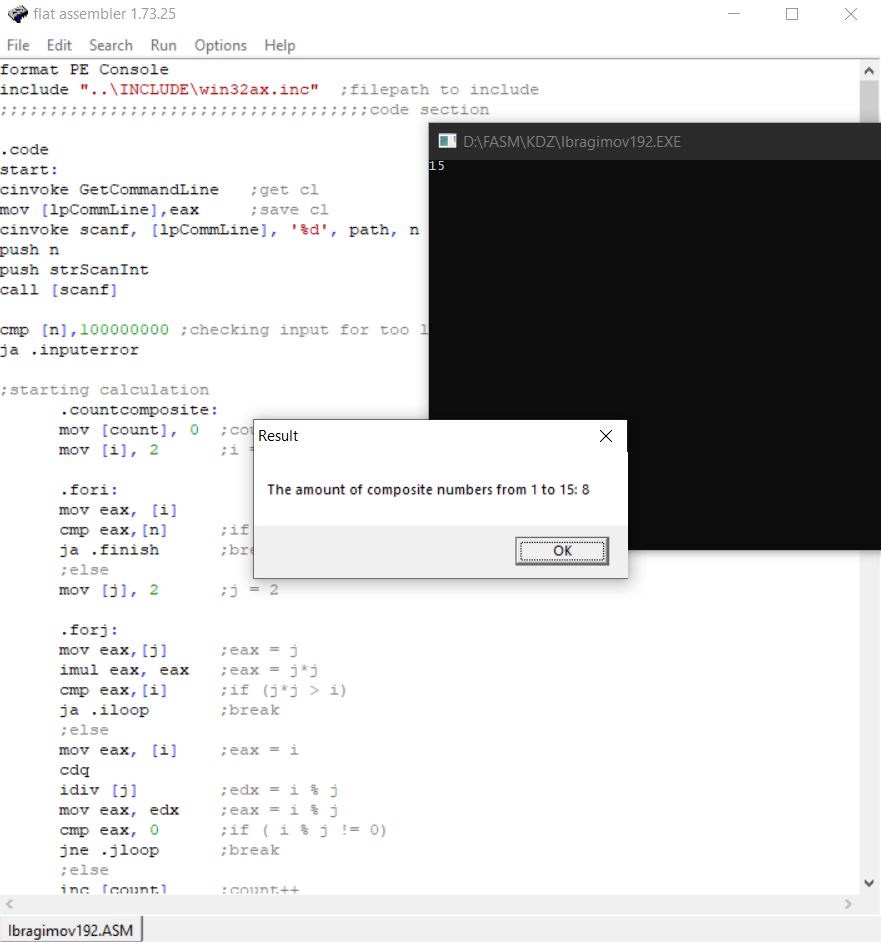 flat assembler 1.73.25
File Edit Search Run Options Help
format PE Console
include "..\INCLUDE\win32ax.inc"  ;filepath to include
;;;;;;;;;;;;;;;;;;;;;;;;;;;;;;;;;;;;;code section
.code
start:
cinvoke GetCommandLine   ;get cl
mov [lpCommLine],eax     ;save cl
cinvoke scanf, [lpCommLine], '%d', path, n
push n
push strScanInt
call [scanf]
cmp [n],100000000 ;checking input for too l
ja .inputerror
;starting calculation
.countcomposite:
mov [count], 0  ;cou
mov [i], 2      ;i =
.fori:
mov eax, [i]
cmp eax,[n]     ;if
ja .finish      ;bre
;else
mov [j], 2      ;j = 2
.forj:
mov eax,[j]     ;eax = j
imul eax, eax   ;eax = j*j
cmp eax,[i]     ;if (j*j > i)
ja .iloop       ;break
;else
mov eax, [i]    ;eax = i
cdq
idiv [j]        ;edx = i % j
mov eax, edx    ;eax = i % j
cmp eax, 0      ;if ( i % j != 0)
jne .jloop      ;break
;else
inc [count]     ;count++
Ibragimov192.ASM
D:\FASM\KDZ\Ibragimov192.EXE
15
Result
The amount of composite numbers from 1 to 15: 8
OK